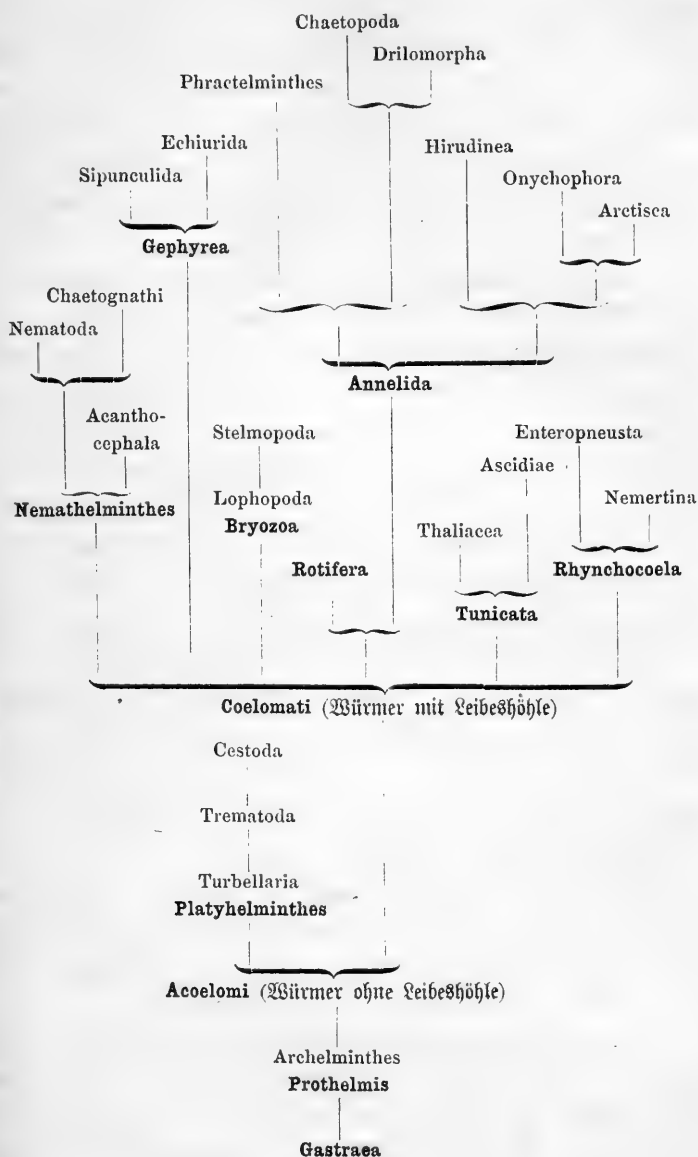 Chaetopoda
Drilomorpha
Phractelminthes
Echiurida
Hirudinea
Sipunculida
Onychophora
Arctisca
Gephyrea
Chaetognathi
Nematoda
Annelida
Acantho-
cephala
Stelmopoda
Enteropneusta
Ascidiae
Lophopoda
Nemertina
Nemathelminthes
Bryozoa
Thaliacea
Rotifera
Rhynchocoela
Tunicata
Coelomati (Würmer mit Leibeshöhle)
Cestoda
Trematoda
Turbellaria
Platyhelminthes
Acoelomi (Würmer ohne Leibeshöhle)
Archelminthes
Prothelmis
Gastraea